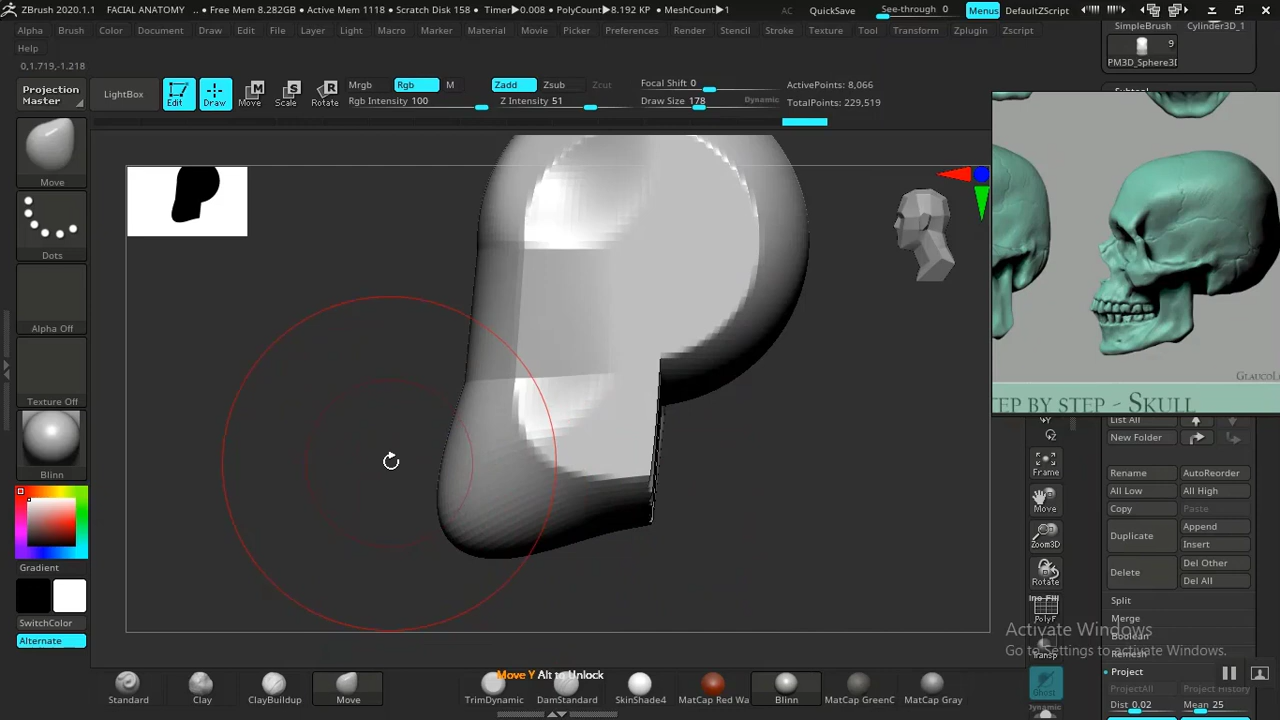 ZBrush 2020.1.1 FACIAL ANATOMY .. • Free Mem 8.282GB • Active Mem 1118 • Scratch Disk 158 • Timer▶0.008 • PolyCount▶8.192 KP • MeshCount▶1 AC QuickSave See-through 0 Menus DefaultZScript
Alpha Brush Color Document Draw Edit File Layer Light Macro Marker Material Movie Picker Preferences Render Stencil Stroke Texture Tool Transform Zplugin Zscript
Help
SimpleBrush Cylinder3D_1
9
PM3D_Sphere3D
0,1.719,-1.218
Projection Master
LightBox
Edit Draw Move Scale Rotate
Mrgb Rgb M
Rgb Intensity 100
Zadd Zsub Zcut
Z Intensity 51
Focal Shift 0
Draw Size 178 Dynamic
ActivePoints: 8,066
TotalPoints: 229,519
Move
Dots
Alpha Off
Texture Off
Blinn
Gradient
SwitchColor
Alternate
STEP BY STEP - SKULL
List All
New Folder
Rename AutoReorder
All Low All High
Copy Paste
Duplicate Append
Insert
Delete Del Other
Del All
Split
Merge
Boolean
Remesh
Project
ProjectAll Project History
Dist 0.02 Mean 25
Frame
Move
Zoom3D
Rotate
PolyF
Transp
Ghost
Dynamic
Activate Windows
Go to Settings to activate Windows.
Move Y Alt to Unlock
Standard Clay ClayBuildup Move TrimDynamic DamStandard SkinShade4 MatCap Red Wa Blinn MatCap GreenC MatCap Gray